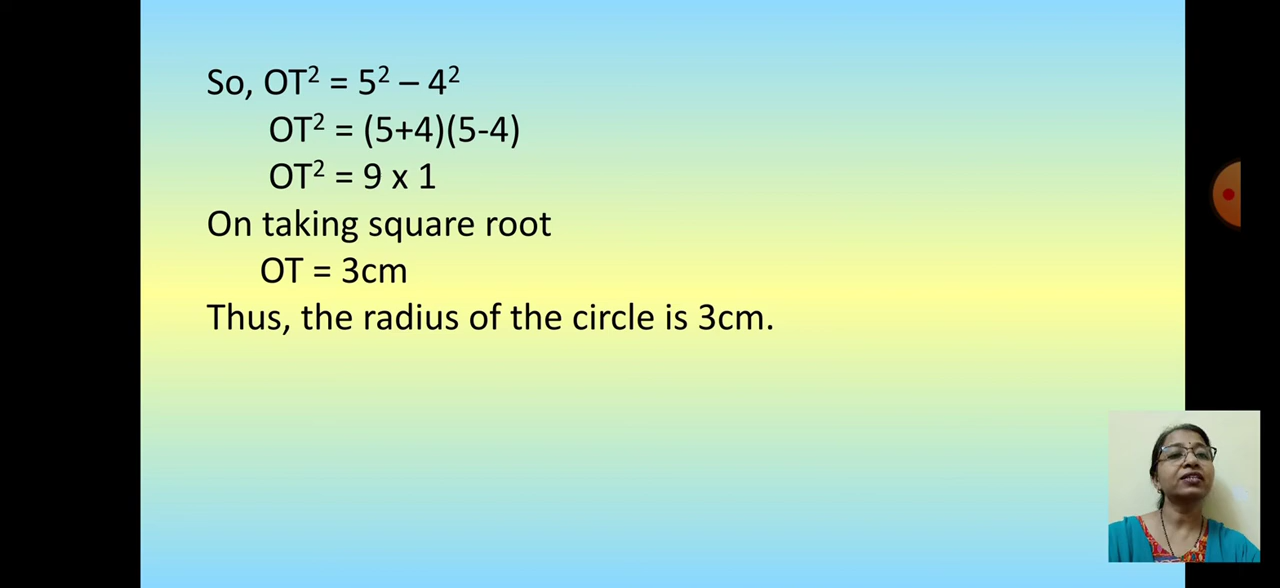 So, OT² = 5² – 4²
OT² = (5+4)(5-4)
OT² = 9 x 1
On taking square root
OT = 3cm
Thus, the radius of the circle is 3cm.